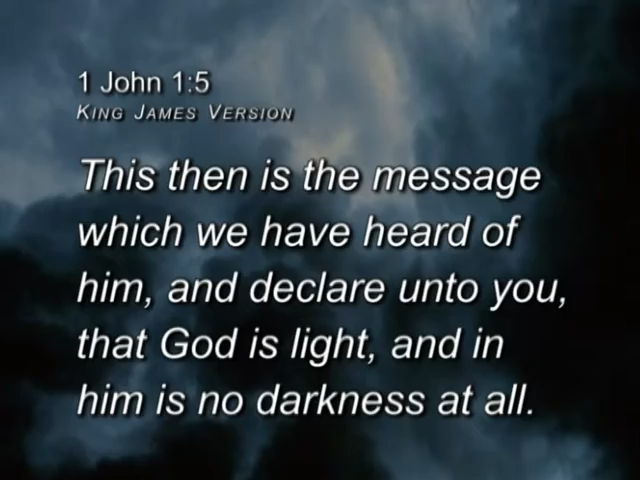 1 John 1:5
King James Version
This then is the message
which we have heard of
him, and declare unto you,
that God is light, and in
him is no darkness at all.